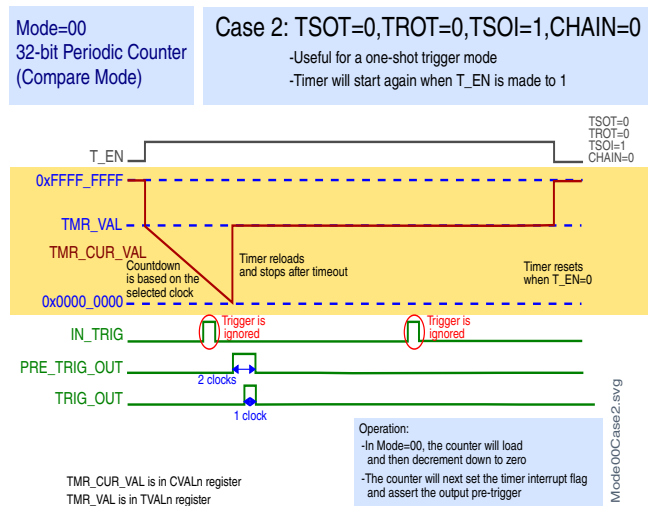 Mode=00
32-bit Periodic Counter
(Compare Mode)
Case 2: TSOT=0,TROT=0,TSOI=1,CHAIN=0
-Useful for a one-shot trigger mode
-Timer will start again when T_EN is made to 1
TSOT=0
TROT=0
TSOI=1
CHAIN=0
T_EN
0xFFFF_FFFF
TMR_VAL
TMR_CUR_VAL
Countdown
is based on the
selected clock
Timer reloads
and stops after timeout
Timer resets
when T_EN=0
0x0000_0000
IN_TRIG
Trigger is
ignored
Trigger is
ignored
PRE_TRIG_OUT
2 clocks
TRIG_OUT
1 clock
Operation:
-In Mode=00, the counter will load
and then decrement down to zero
-The counter will next set the timer interrupt flag
and assert the output pre-trigger
TMR_CUR_VAL is in CVALn register
TMR_VAL is in TVALn register
Mode00Case2.svg